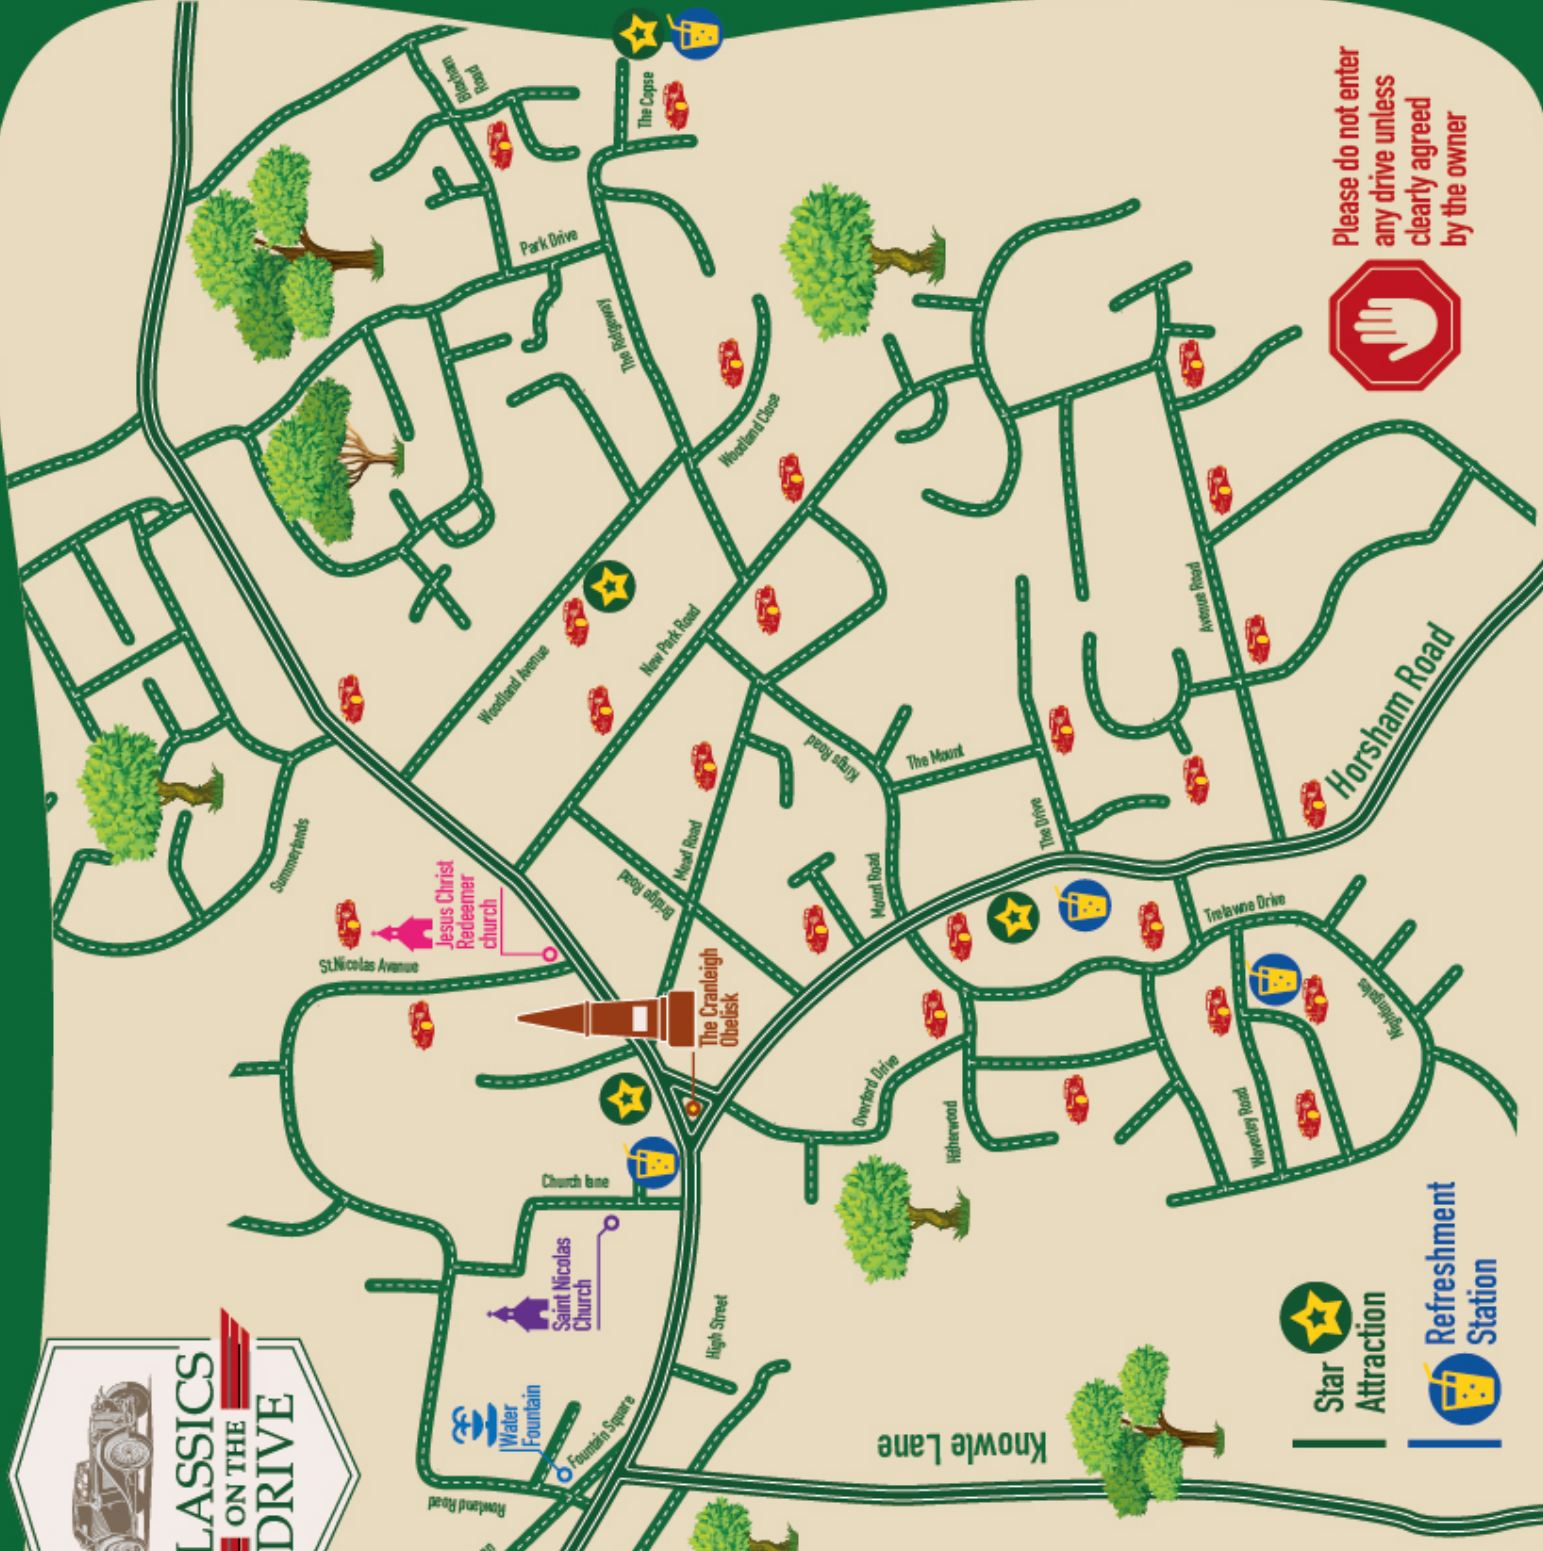 Bloxham
Road
The Copse
Park Drive
The Ridgeway
Woodland Close
Woodland Avenue
New Park Road
Avenue Road
Horsham Road
Kings Road
The Mount
The Drive
Mead Road
Bridge Road
Mount Road
Summerlands
St.Nicolas Avenue
Jesus Christ
Redeemer
church
The Cranleigh
Obelisk
Trelawne Drive
Nightingales
Waverley Road
Overford Drive
Hitherwood
Church lane
Saint Nicolas
Church
High Street
Water
Fountain
Fountain Square
Rowland Road
Knowle Lane
Please do not enter
any drive unless
clearly agreed
by the owner
Star
Attraction
Refreshment
Station
LASSICS
ON THE
DRIVE